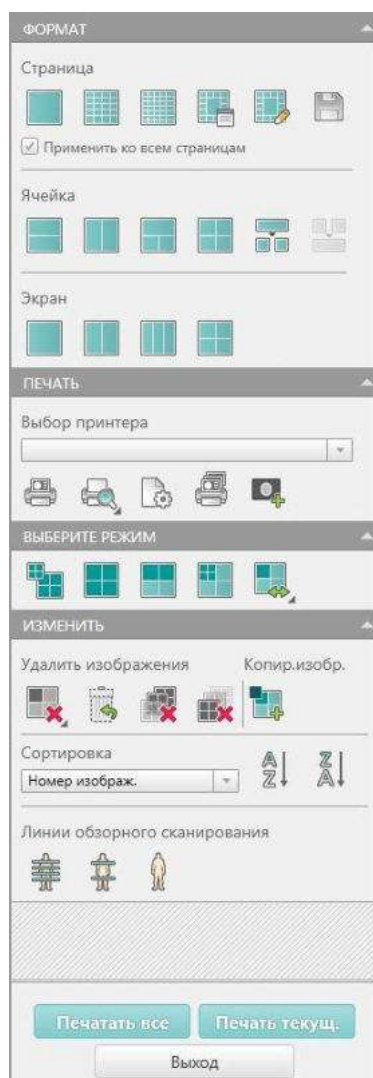 ФОРМАТ
Страница
Применить ко всем страницам
Ячейка
Экран
ПЕЧАТЬ
Выбор принтера
ВЫБЕРИТЕ РЕЖИМ
ИЗМЕНИТЬ
Удалить изображения Копир.изобр.
Сортировка
Номер изображ.
A Z Z A
Линии обзорного сканирования
Печатать все Печать текущ.
Выход